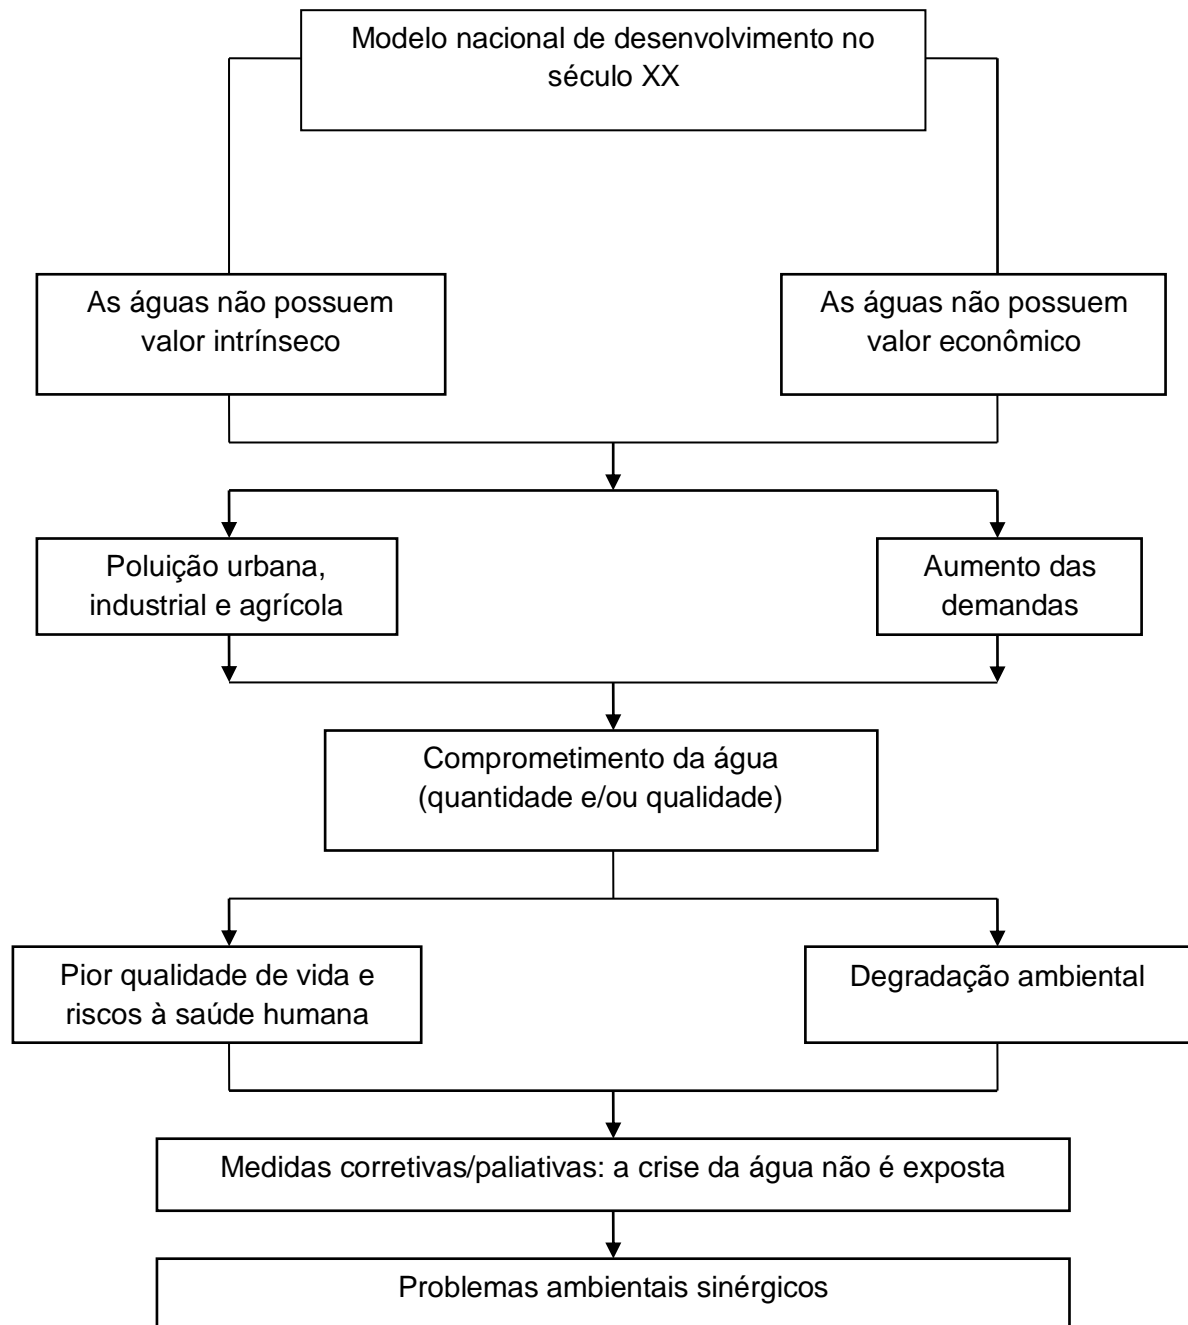 Modelo nacional de desenvolvimento no
século XX
As águas não possuem
valor intrínseco
As águas não possuem
valor econômico
Poluição urbana,
industrial e agrícola
Aumento das
demandas
Comprometimento da água
(quantidade e/ou qualidade)
Pior qualidade de vida e
riscos à saúde humana
Degradação ambiental
Medidas corretivas/paliativas: a crise da água não é exposta
Problemas ambientais sinérgicos